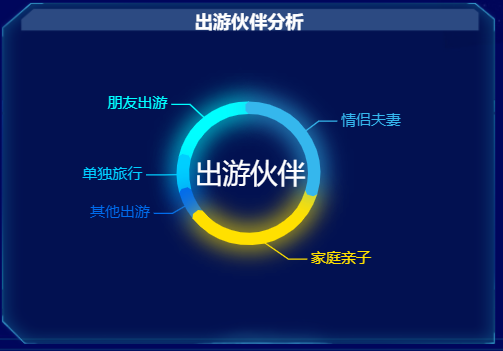 出游伙伴分析
朋友出游
情侣夫妻
单独旅行
出游伙伴
其他出游
家庭亲子